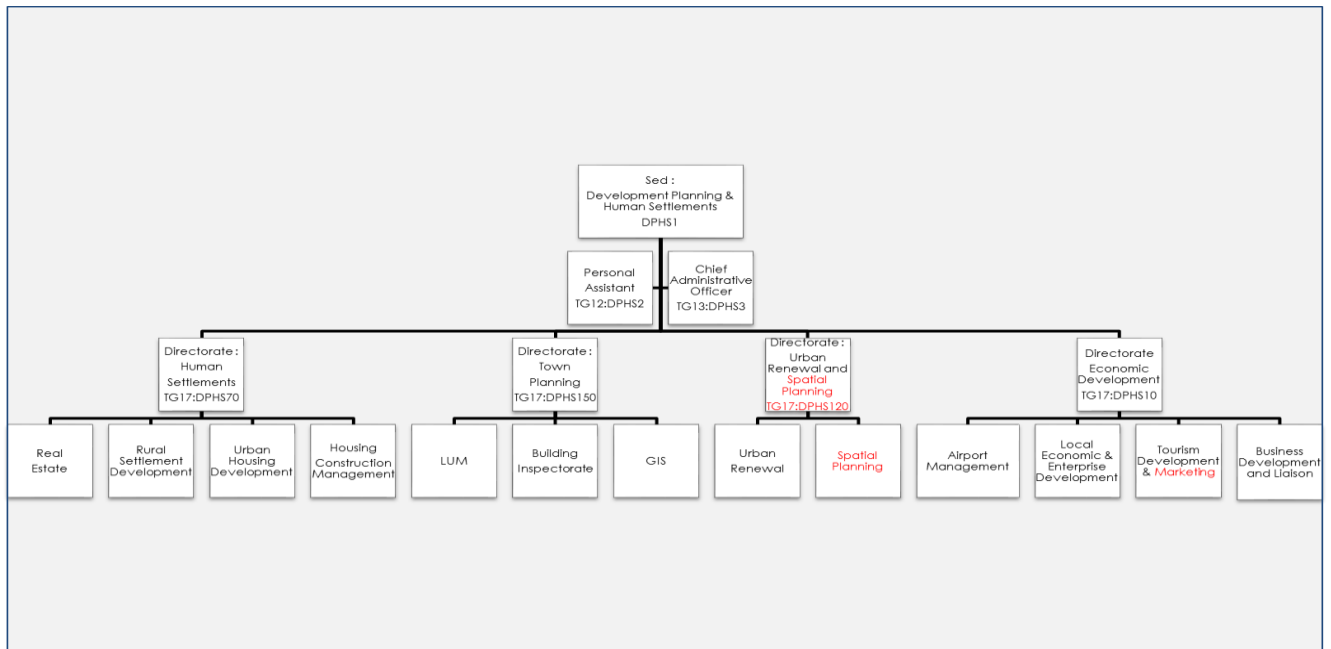 Sed :
Development Planning &
Human Settlements
DPHS1
Personal
Assistant
TG12:DPHS2
Chief
Administrative
Officer
TG13:DPHS3
Directorate :
Human
Settlements
TG17:DPHS70
Directorate :
Town
Planning
TG17:DPHS150
Directorate :
Urban
Renewal and
Spatial
Planning
TG17:DPHS120
Directorate
Economic
Development
TG17:DPHS10
Real
Estate
Rural
Settlement
Development
Urban
Housing
Development
Housing
Construction
Management
LUM
Building
Inspectorate
GIS
Urban
Renewal
Spatial
Planning
Airport
Management
Local
Economic &
Enterprise
Development
Tourism
Development
& Marketing
Business
Development
and Liaison